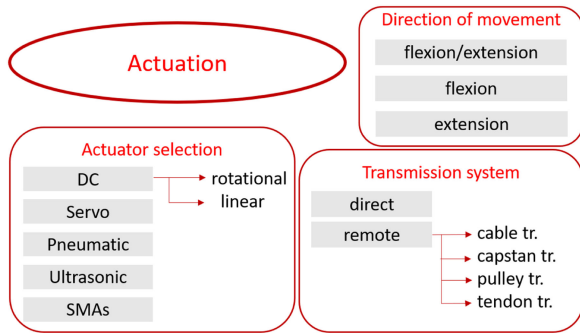 Actuation
Direction of movement
flexion/extension
flexion
extension
Actuator selection
DC
rotational
linear
Servo
Pneumatic
Ultrasonic
SMAs
Transmission system
direct
remote
cable tr.
capstan tr.
pulley tr.
tendon tr.